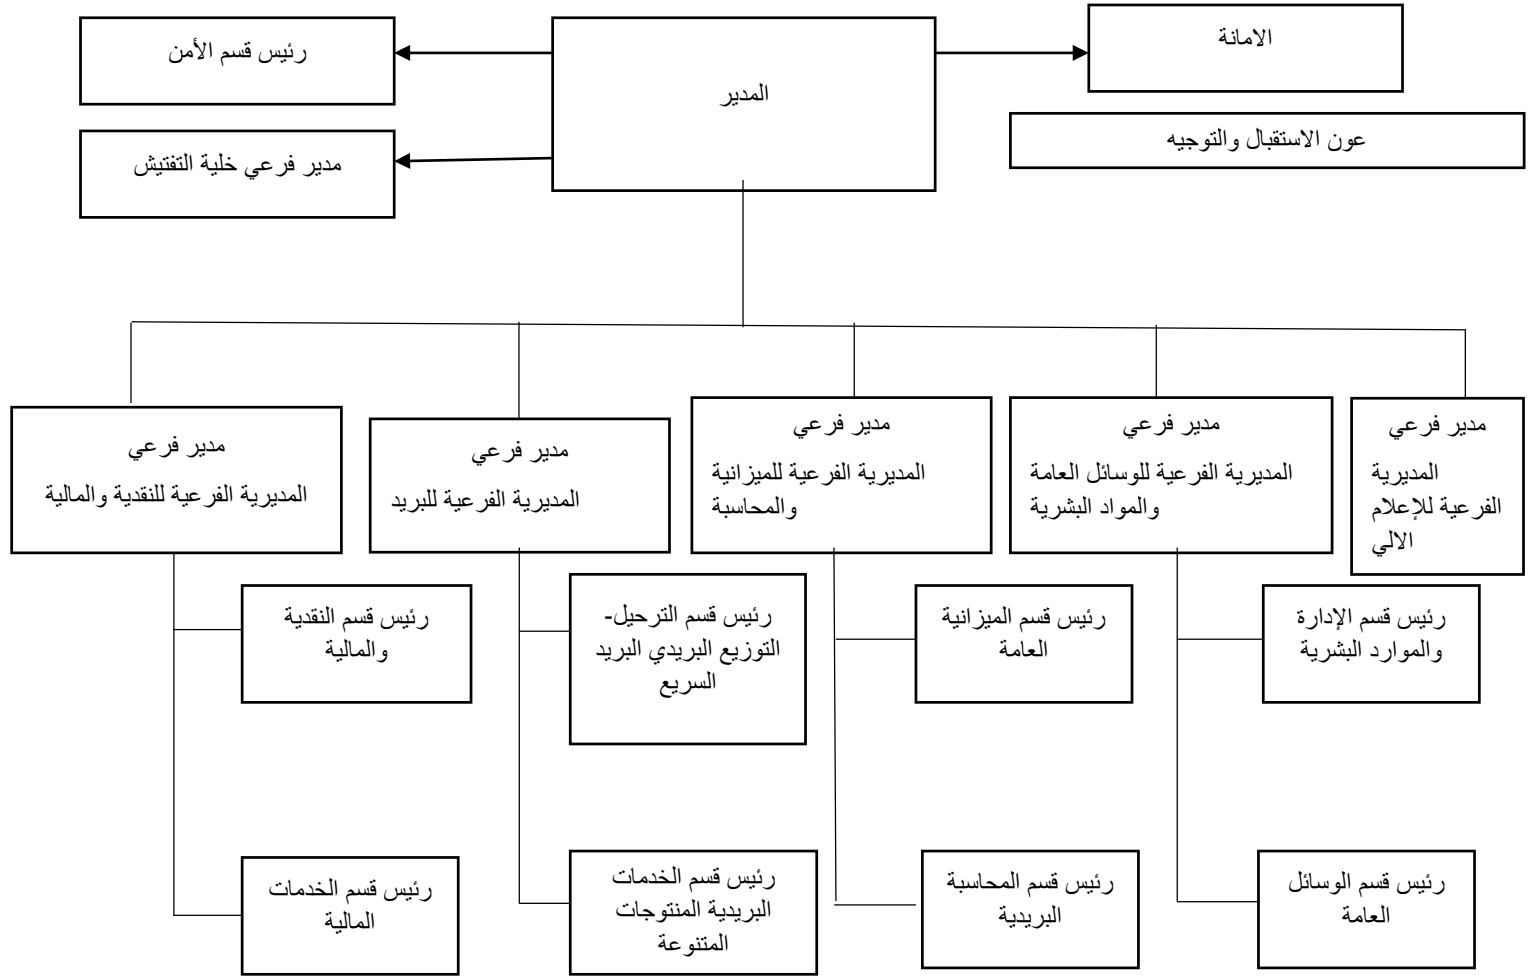 الامانة
المدير
رئيس قسم الأمن
عون الاستقبال والتوجيه
مدير فرعي خلية التفتيش
مدير فرعي
المديرية
الفرعية للإعلام
الالي
مدير فرعي
المديرية الفرعية للوسائل العامة
والمواد البشرية
مدير فرعي
المديرية الفرعية للميزانية
والمحاسبة
مدير فرعي
المديرية الفرعية للبريد
مدير فرعي
المديرية الفرعية للنقدية والمالية
رئيس قسم الإدارة
والموارد البشرية
رئيس قسم الميزانية
العامة
رئيس قسم الترحيل-
التوزيع البريدي البريد
السريع
رئيس قسم النقدية
والمالية
رئيس قسم الوسائل
العامة
رئيس قسم المحاسبة
البريدية
رئيس قسم الخدمات
البريدية المنتوجات
المتنوعة
رئيس قسم الخدمات
المالية